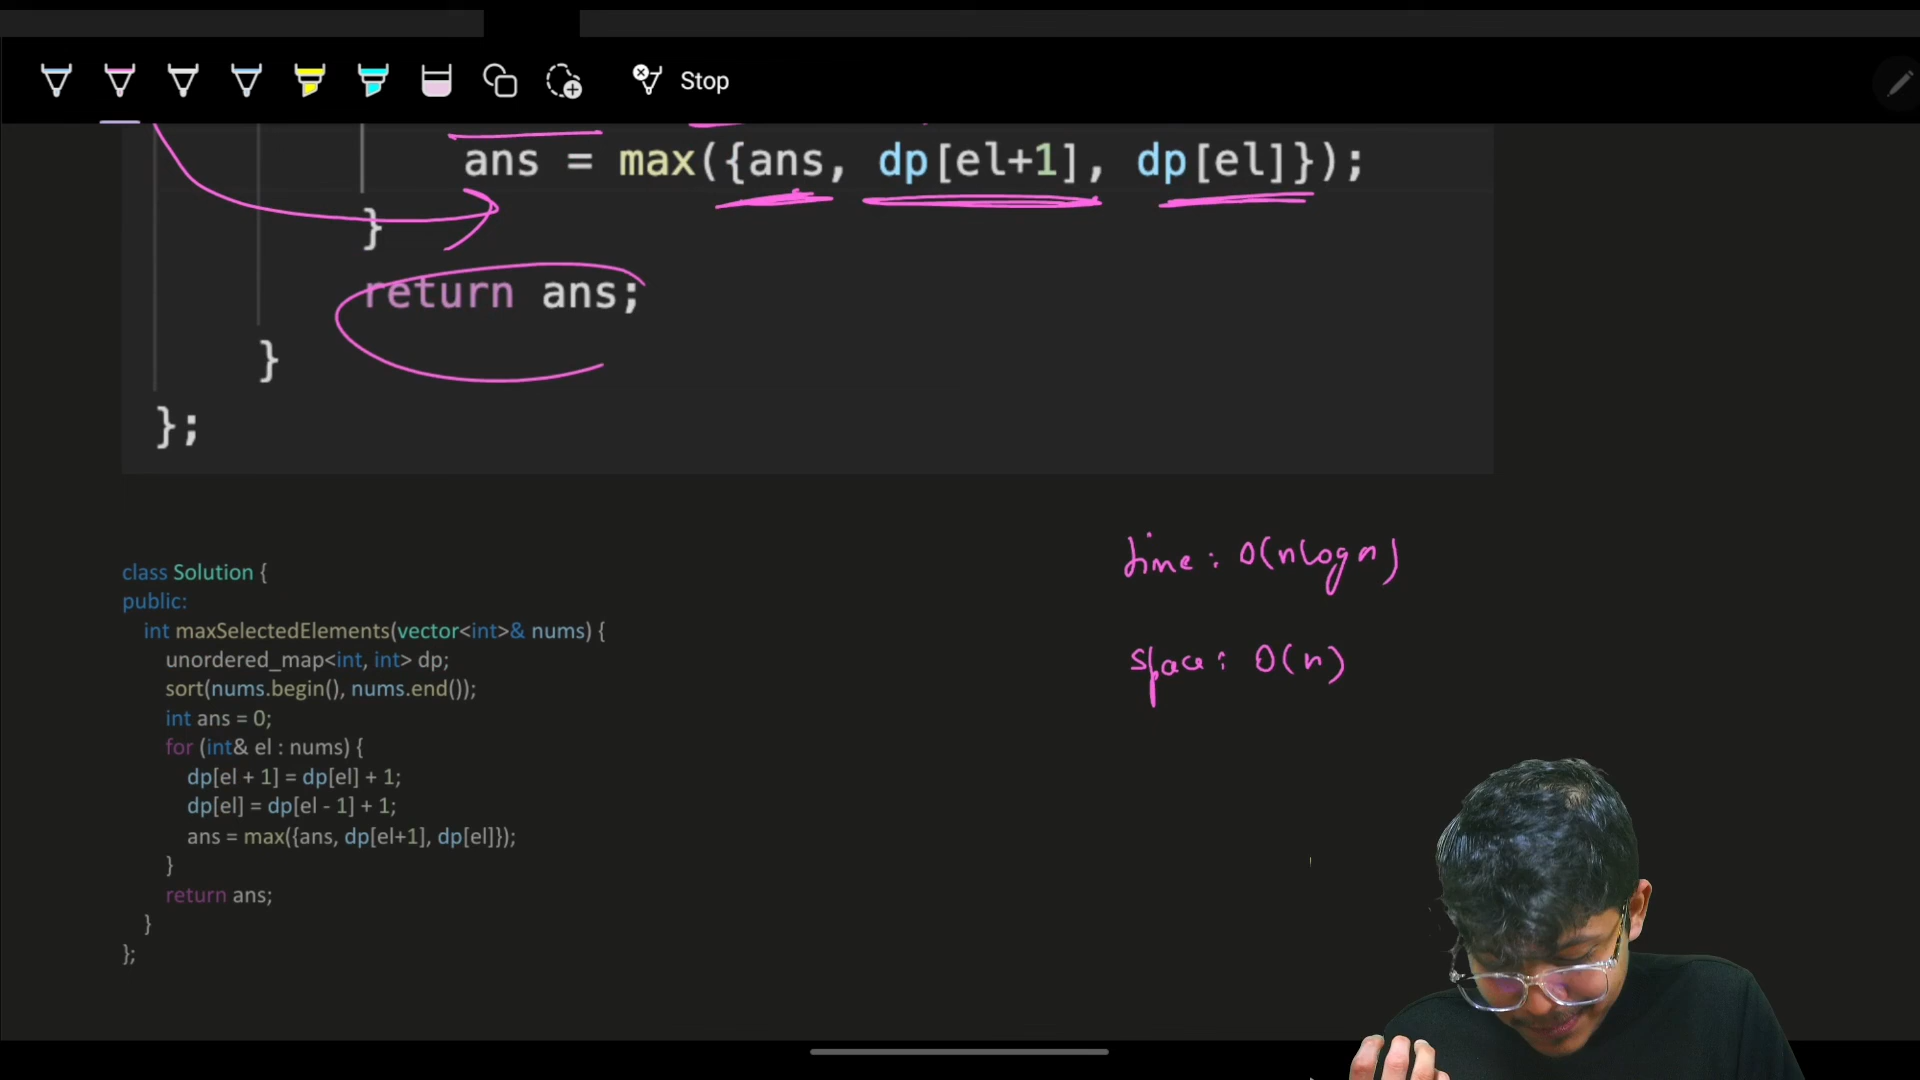 Stop
ans = max({ans, dp[el+1], dp[el]});
}
return ans;
}
};
time: O(nlogn)
space: O(n)
class Solution {
public:
int maxSelectedElements(vector<int>& nums) {
unordered_map<int, int> dp;
sort(nums.begin(), nums.end());
int ans = 0;
for (int& el : nums) {
dp[el + 1] = dp[el] + 1;
dp[el] = dp[el - 1] + 1;
ans = max({ans, dp[el+1], dp[el]});
}
return ans;
}
};